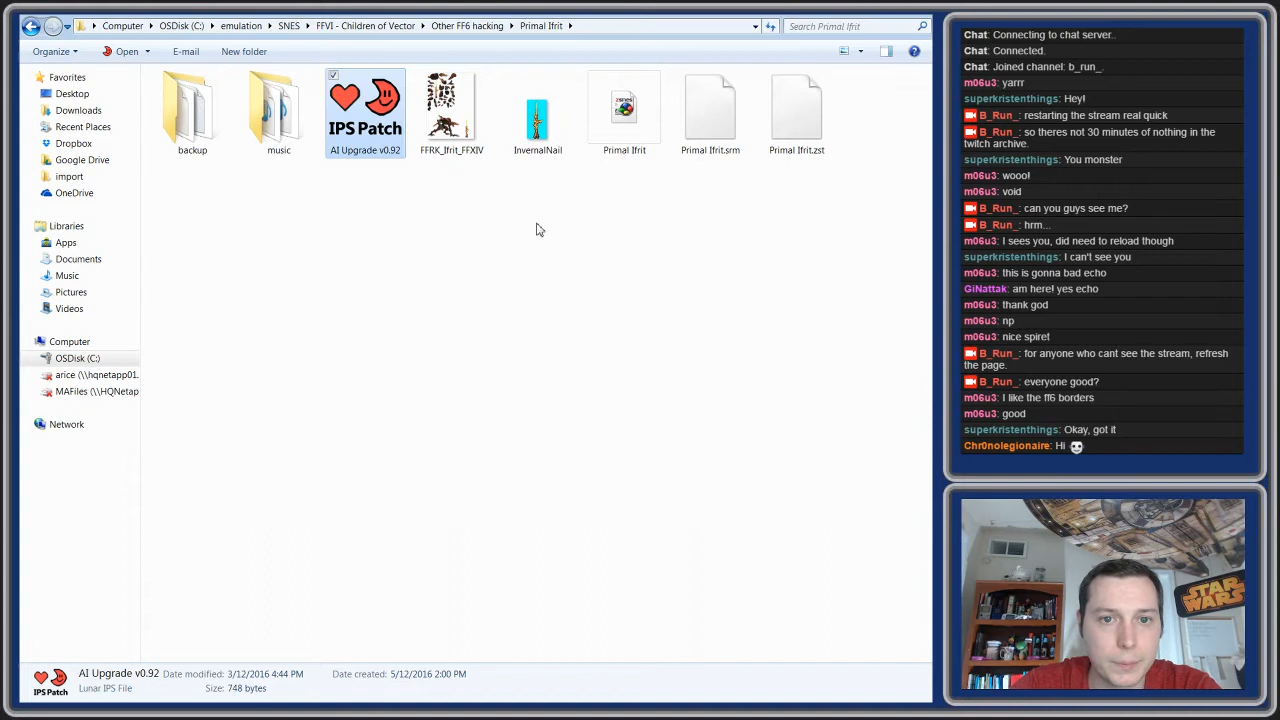 Computer ▸ OSDisk (C:) ▸ emulation ▸ SNES ▸ FFVI - Children of Vector ▸ Other FF6 hacking ▸ Primal Ifrit ▸
Search Primal Ifrit
Organize ▾ Open ▾ E-mail New folder
Favorites
Desktop
Downloads
Recent Places
Dropbox
Google Drive
import
OneDrive
Libraries
Apps
Documents
Music
Pictures
Videos
Computer
OSDisk (C:)
arice (\\hqnetapp01.
MAFiles (\\HQNetap
Network
backup
music
IPS Patch
AI Upgrade v0.92
FFRK_Ifrit_FFXIV
InvernalNail
ZSNES
Primal Ifrit
Primal Ifrit.srm
Primal Ifrit.zst
IPS Patch
AI Upgrade v0.92 Date modified: 3/12/2016 4:44 PM Date created: 5/12/2016 2:00 PM
Lunar IPS File Size: 748 bytes
Chat: Connecting to chat server..
Chat: Connected.
Chat: Joined channel: b_run_.
m06u3: yarrr
superkristenthings: Hey!
B_Run_: restarting the stream real quick
B_Run_: so theres not 30 minutes of nothing in the
twitch archive.
superkristenthings: You monster
m06u3: wooo!
m06u3: void
B_Run_: can you guys see me?
B_Run_: hrm...
m06u3: I sees you, did need to reload though
superkristenthings: I can't see you
m06u3: this is gonna bad echo
GiNattak: am here! yes echo
m06u3: thank god
m06u3: np
m06u3: nice spiret
B_Run_: for anyone who cant see the stream, refresh
the page.
B_Run_: everyone good?
m06u3: I like the ff6 borders
m06u3: good
superkristenthings: Okay, got it
Chr0nolegionaire: Hi
STAR
WARS